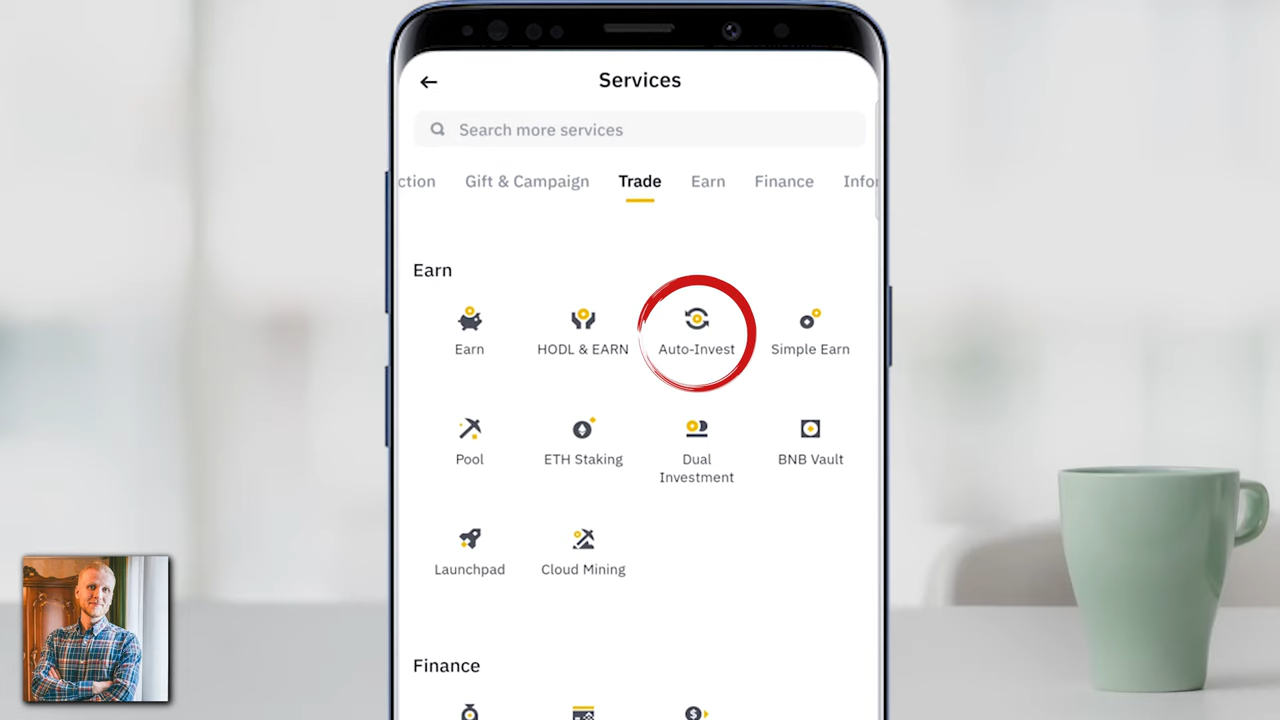 Services
Search more services
ction Gift & Campaign Trade Earn Finance Infor
Earn
Earn HODL & EARN Auto-Invest Simple Earn
Pool ETH Staking Dual Investment BNB Vault
Launchpad Cloud Mining
Finance